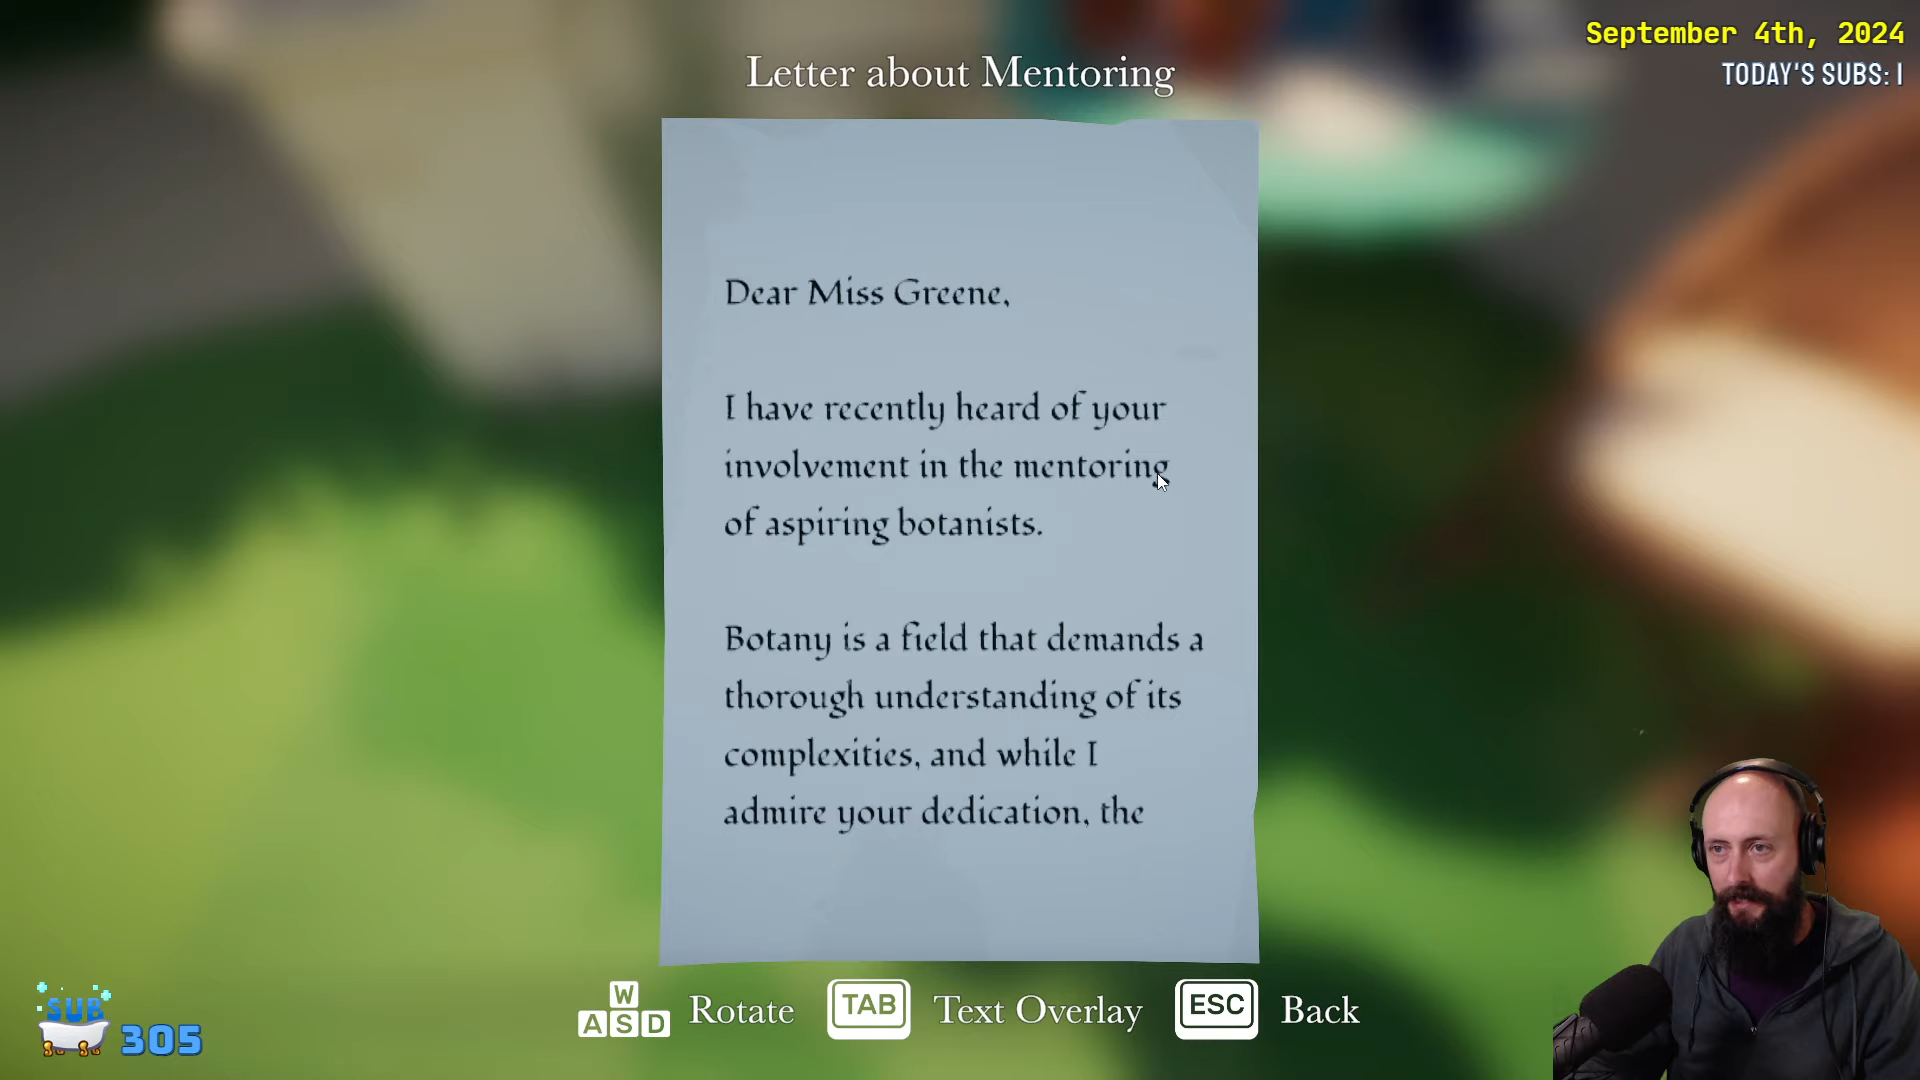 September 4th, 2024
TODAY'S SUBS: 1
Letter about Mentoring
Dear Miss Greene,
I have recently heard of your
involvement in the mentoring
of aspiring botanists.
Botany is a field that demands a
thorough understanding of its
complexities, and while I
admire your dedication, the
SUB
305
W
A S D
Rotate
TAB
Text Overlay
ESC
Back